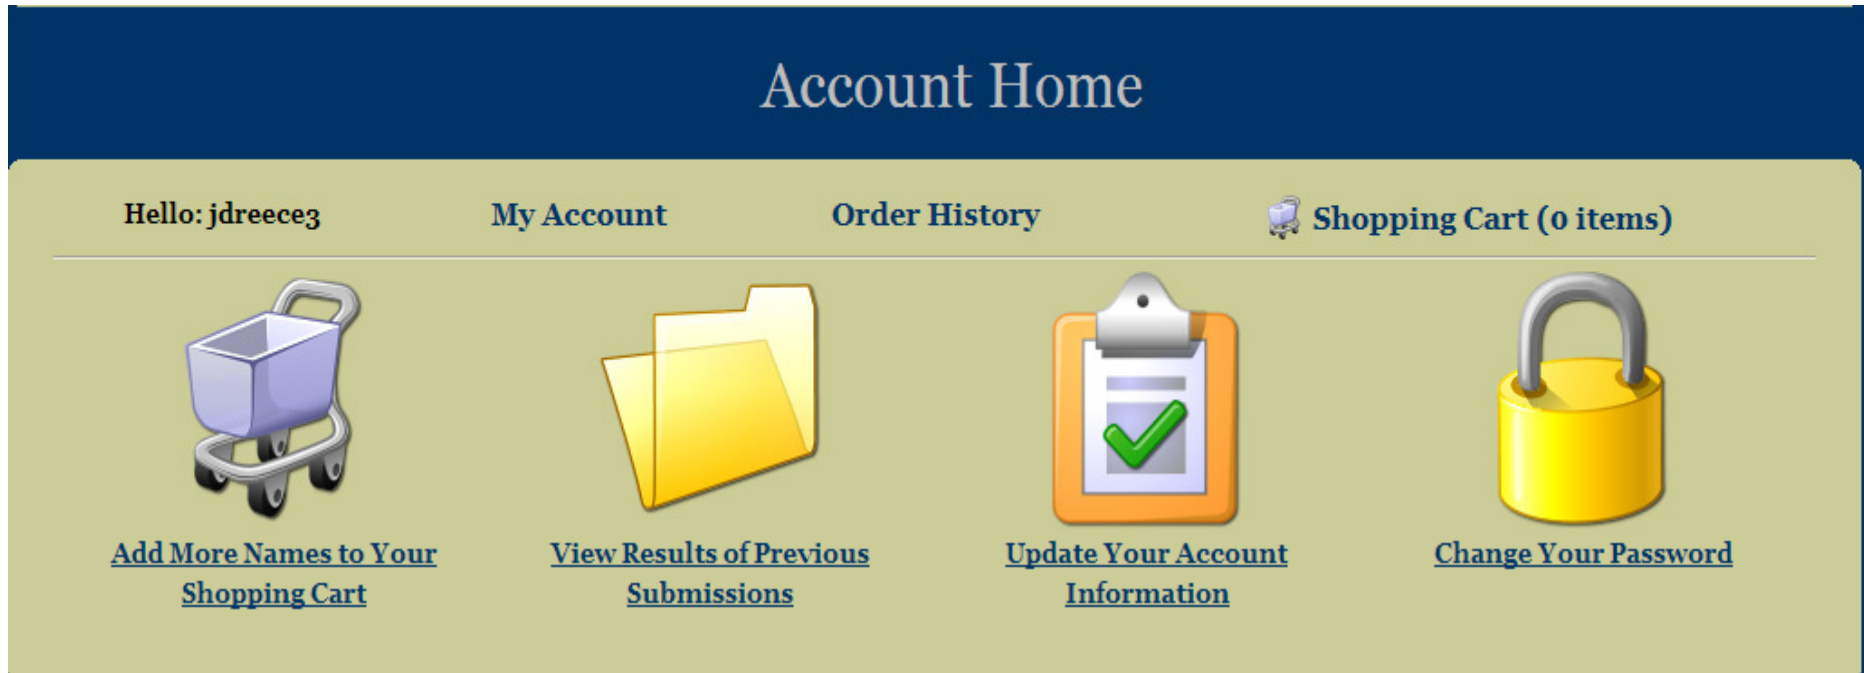 Account Home
Hello: jdreece3 My Account Order History Shopping Cart (0 items)
Add More Names to Your
Shopping Cart
View Results of Previous
Submissions
Update Your Account
Information
Change Your Password